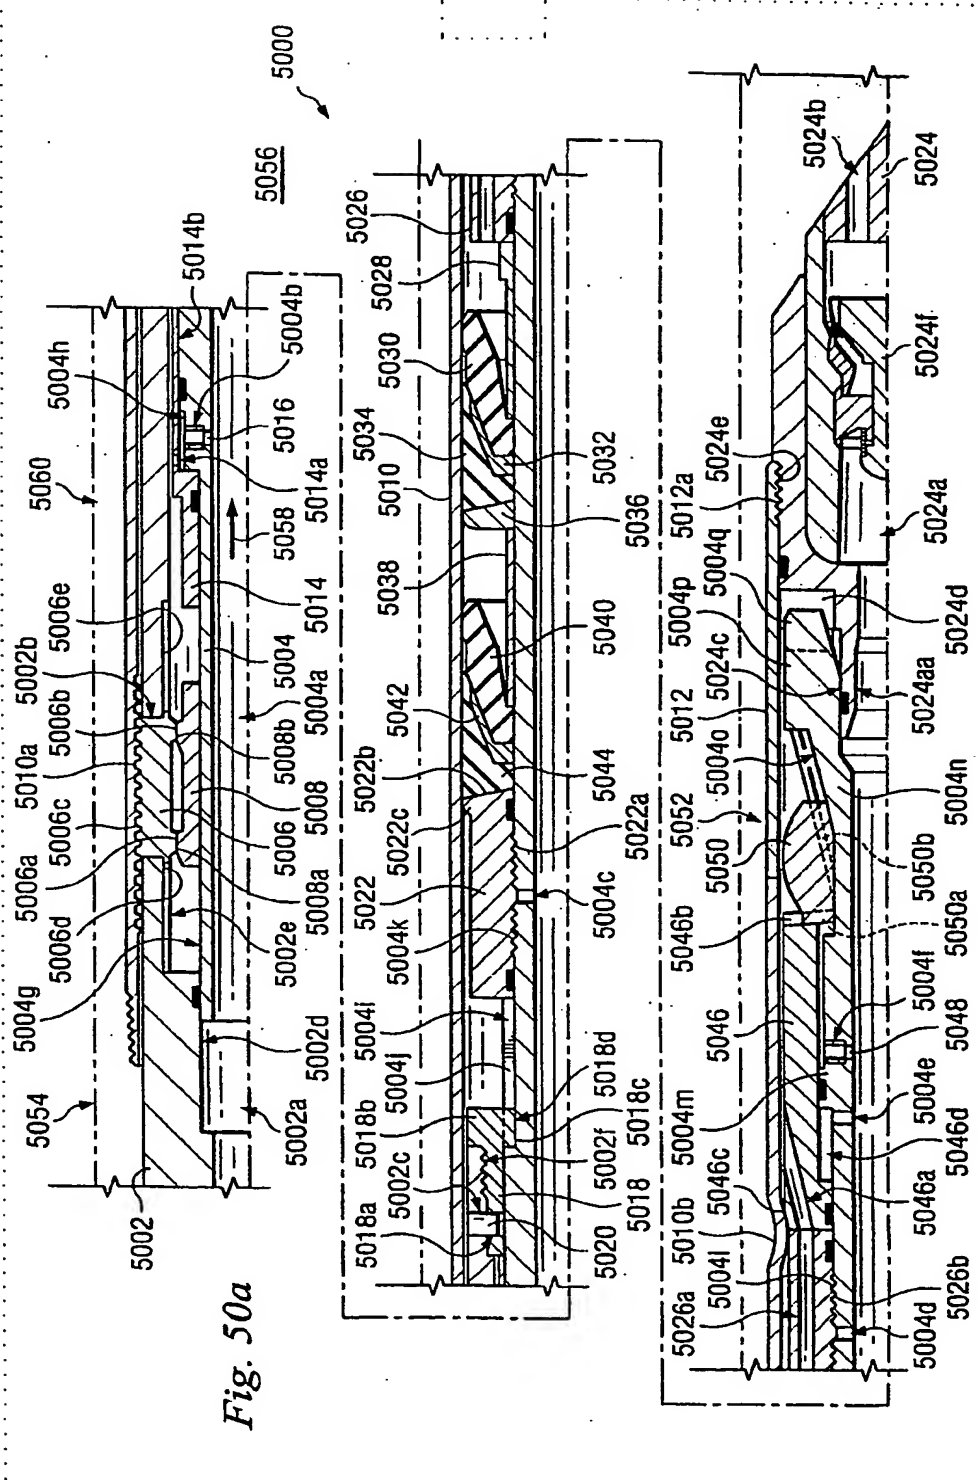 Fig. 50a
5000
5056
5002
5054
5004g
5006d
5006a
5006c
5010a
5006b
5002b
5006e
5060
5004h
5014b
5002a
5002d
5002e
5008a
5006
5008
5008b
5004a
5004
5014
5058
5014a
5016
5004b
5018a
5002c
5018b
5004j
5004i
5004k
5022
5022c
5022b
5042
5038
5010
5034
5030
5028
5026
5020
5018
5002f
5018c
5018d
5004c
5022a
5044
5040
5036
5032
5026a
5004l
5010b
5046c
5004m
5046
5046b
5050
5052
5012
5004o
5024c
5004p
5004q
5012a
5024e
5024b
5004d
5026b
5046a
5046d
5004e
5048
5004f
5050a
5050b
5004n
5024aa
5024d
5024a
5024f
5024